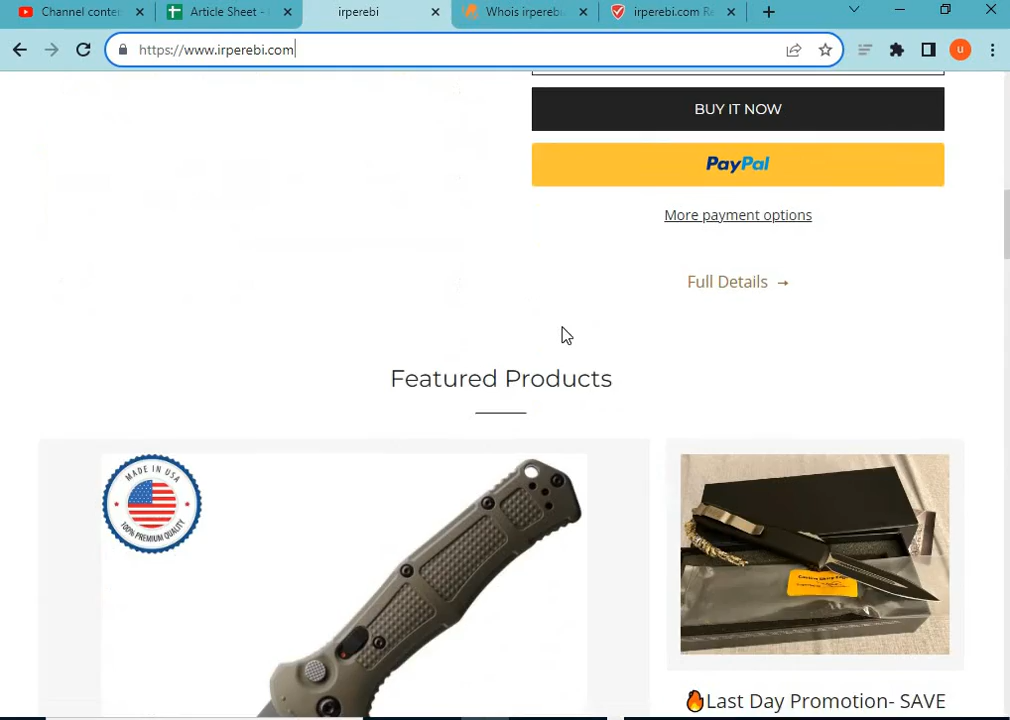 Channel conte
Article Sheet -
irperebi
Whois irperebi
irperebi.com Re
https://www.irperebi.com
u
BUY IT NOW
PayPal
More payment options
Full Details →
Featured Products
MADE IN USA
100% PREMIUM QUALITY
🔥Last Day Promotion- SAVE